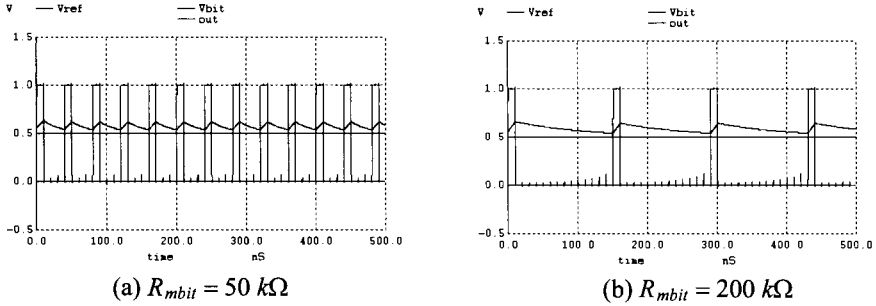 V — Vref — Vbit
— out
1.5
1.0
0.5
0.0
-0.5
0.0 100.0 200.0 300.0 400.0 500.0
time nS
(a) Rmbit = 50 kΩ
V — Vref — Vbit
— out
1.5
1.0
0.5
0.0
-0.5
0.0 100.0 200 0 300.0 400 0 500.0
time nS
(b) Rmbit = 200 kΩ